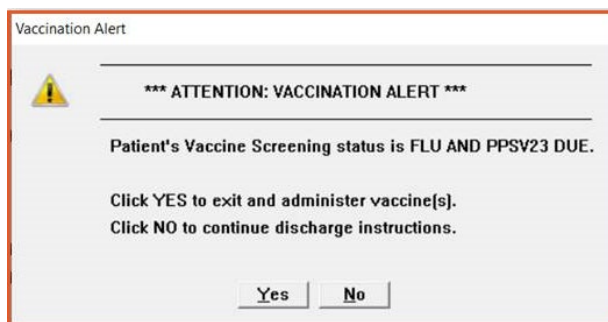 Vaccination Alert
*** ATTENTION: VACCINATION ALERT ***
Patient's Vaccine Screening status is FLU AND PPSV23 DUE.
Click YES to exit and administer vaccine(s).
Click NO to continue discharge instructions.
Yes No